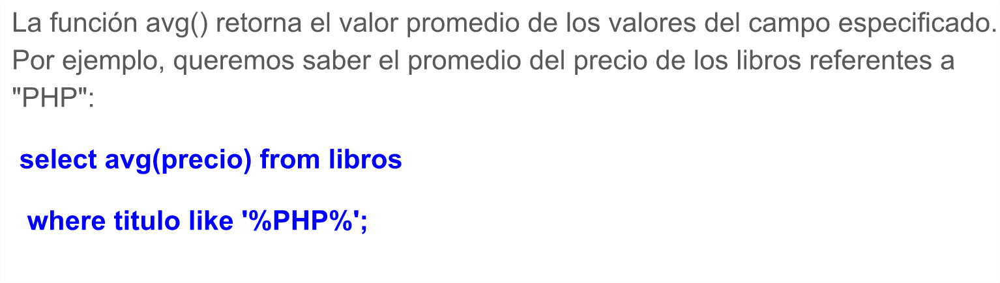 La función avg() retorna el valor promedio de los valores del campo especificado.
Por ejemplo, queremos saber el promedio del precio de los libros referentes a
"PHP":
select avg(precio) from libros
where titulo like '%PHP%';